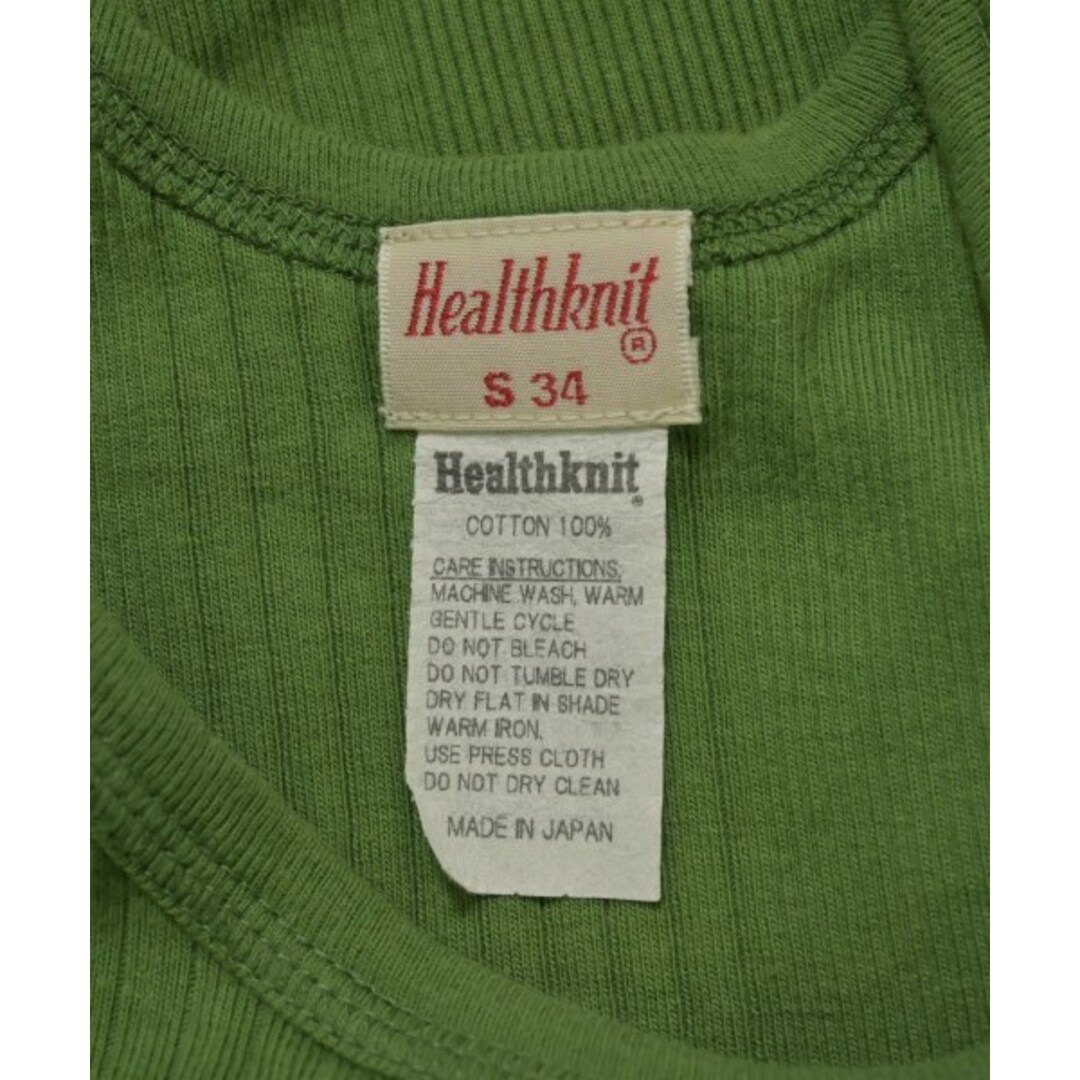 Healthknit
®
S 34
Healthknit®
COTTON 100%
CARE INSTRUCTIONS.
MACHINE WASH, WARM
GENTLE CYCLE
DO NOT BLEACH
DO NOT TUMBLE DRY
DRY FLAT IN SHADE
WARM IRON.
USE PRESS CLOTH
DO NOT DRY CLEAN
MADE IN JAPAN